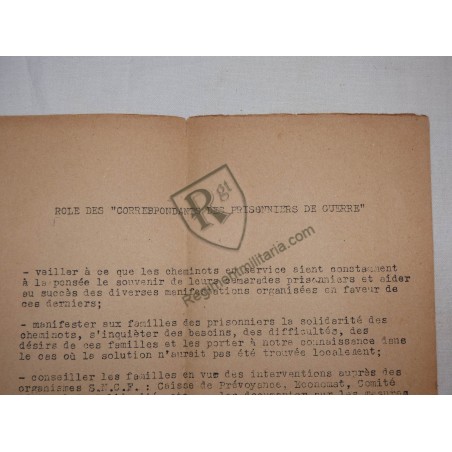 ROLE DES "CORRESPONDANTS DES PRISONNIERS DE GUERRE"
Rgt
Regimentmilitaria.com
- veiller à ce que les cheminots en service aient constamment
à la pensée le souvenir de leurs camarades prisonniers et aider
au succès des diverses manifestations organisées en faveur de
ces derniers;
- manifester aux familles des prisonniers la solidarité des
cheminots, s'inquiéter des besoins, des difficultés, des
désirs de ces familles et les porter à notre connaissance dans
le cas où la solution n'aurait pas été trouvée localement;
- conseiller les familles en vue des interventions auprès des
organismes S.N.C.F. : Caisse de Prévoyance, Economat, Comité